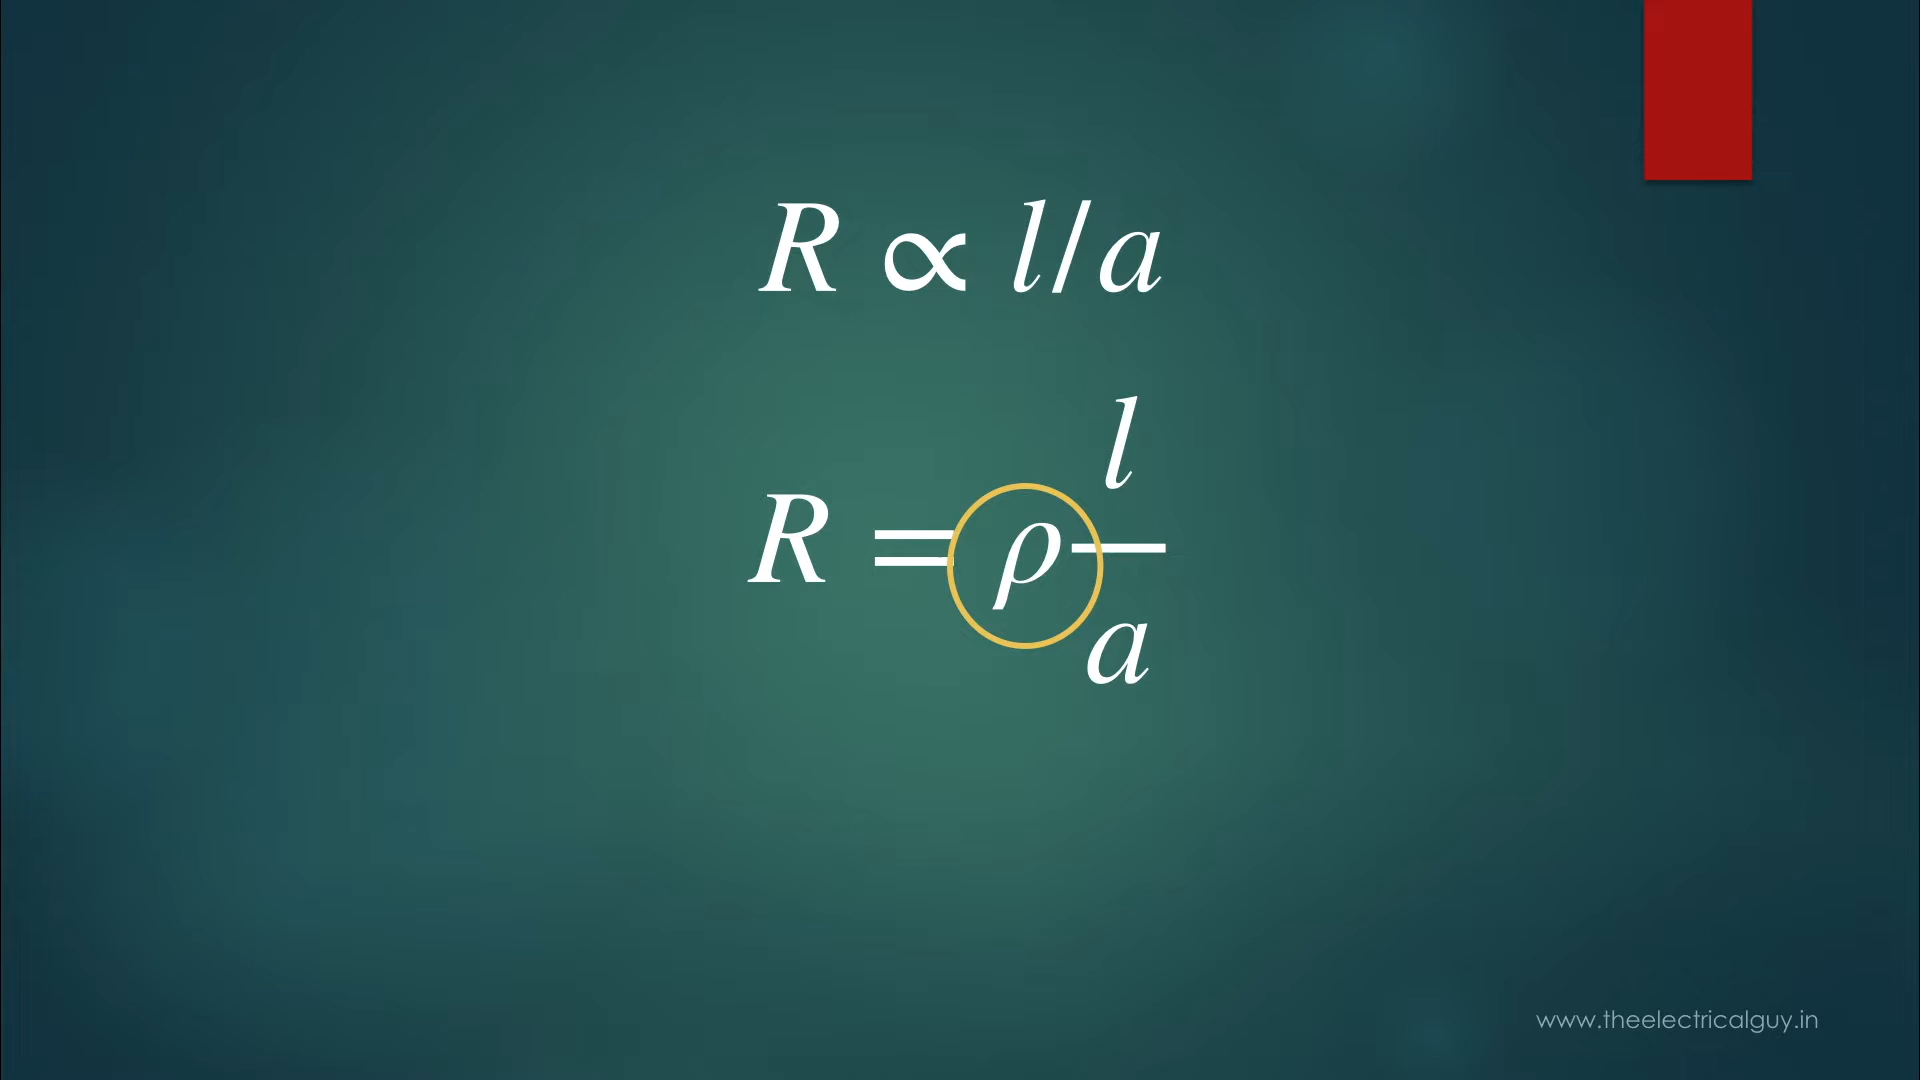 R ∝ l/a
R = ρ l/a
www.theelectricalguy.in